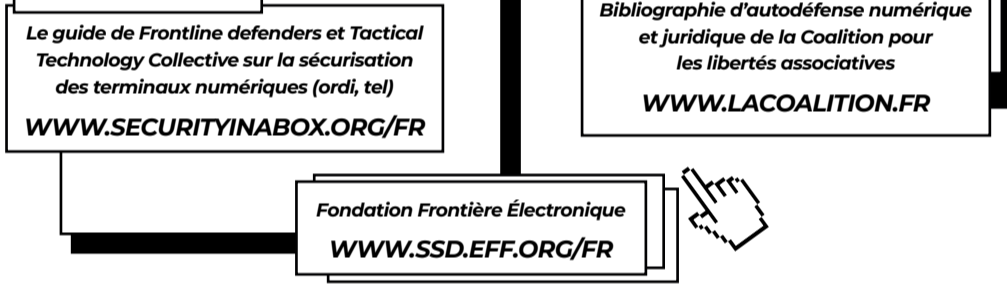 Le guide de Frontline defenders et Tactical
Technology Collective sur la sécurisation
des terminaux numériques (ordi, tel)
WWW.SECURITYINABOX.ORG/FR
Bibliographie d'autodéfense numérique
et juridique de la Coalition pour
les libertés associatives
WWW.LACOALITION.FR
Fondation Frontière Électronique
WWW.SSD.EFF.ORG/FR